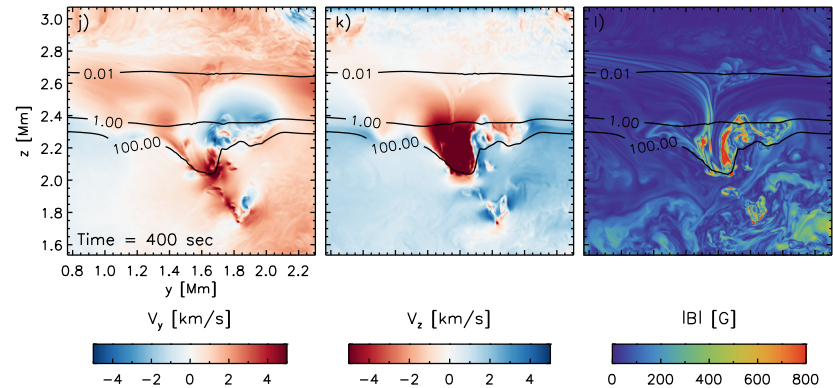 j) k) l)
3.0
2.8
2.6
2.4
2.2
2.0
1.8
1.6
z [Mm]
0.01 0.01 0.01
1.00 1.00 1.00
100.00 100.00 100.00
Time = 400 sec
0.8 1.0 1.2 1.4 1.6 1.8 2.0 2.2
y [Mm]
Vy [km/s] Vz [km/s] |B| [G]
−4 −2 0 2 4 −4 −2 0 2 4 0 200 400 600 800